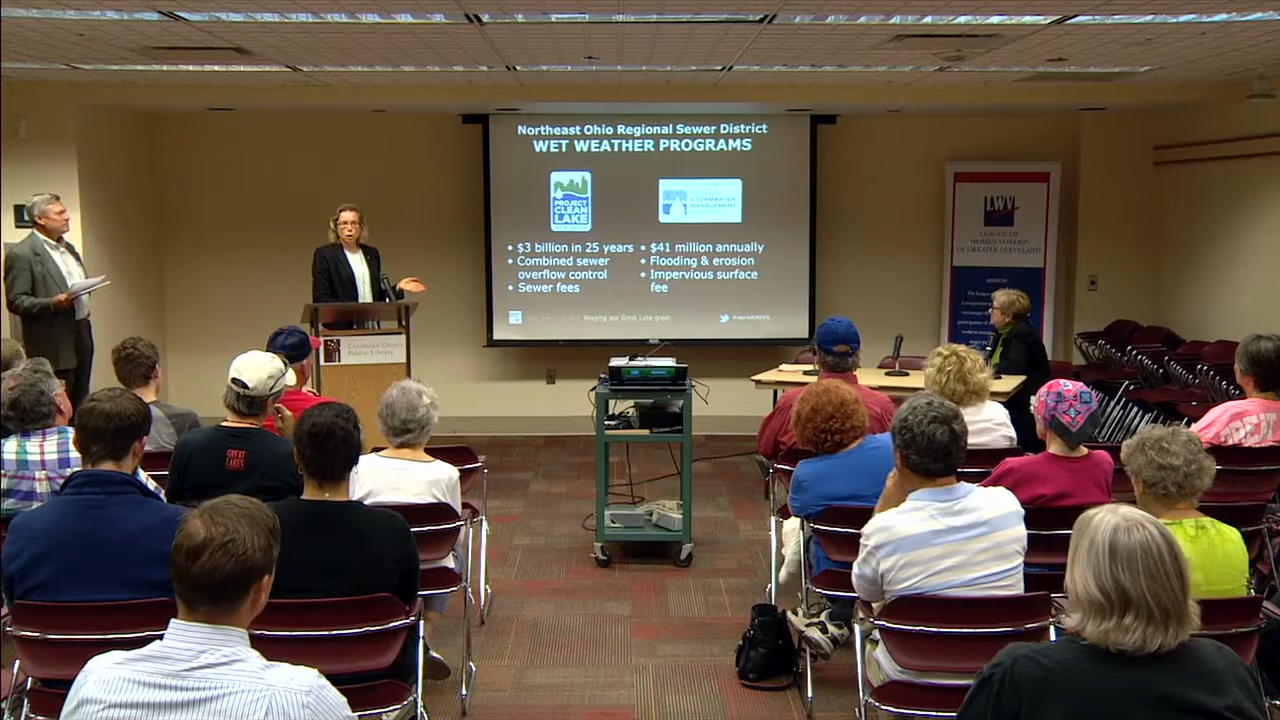 Northeast Ohio Regional Sewer District
WET WEATHER PROGRAMS
PROJECT
CLEAN
LAKE
STORMWATER
MANAGEMENT
• $3 billion in 25 years
• Combined sewer
overflow control
• Sewer fees
• $41 million annually
• Flooding & erosion
• Impervious surface
fee
Keeping our Great Lake great.
LWV
LEAGUE OF
WOMEN VOTERS
OF GREATER CLEVELAND
Cuyahoga County
Public Library
GREAT
LAKES